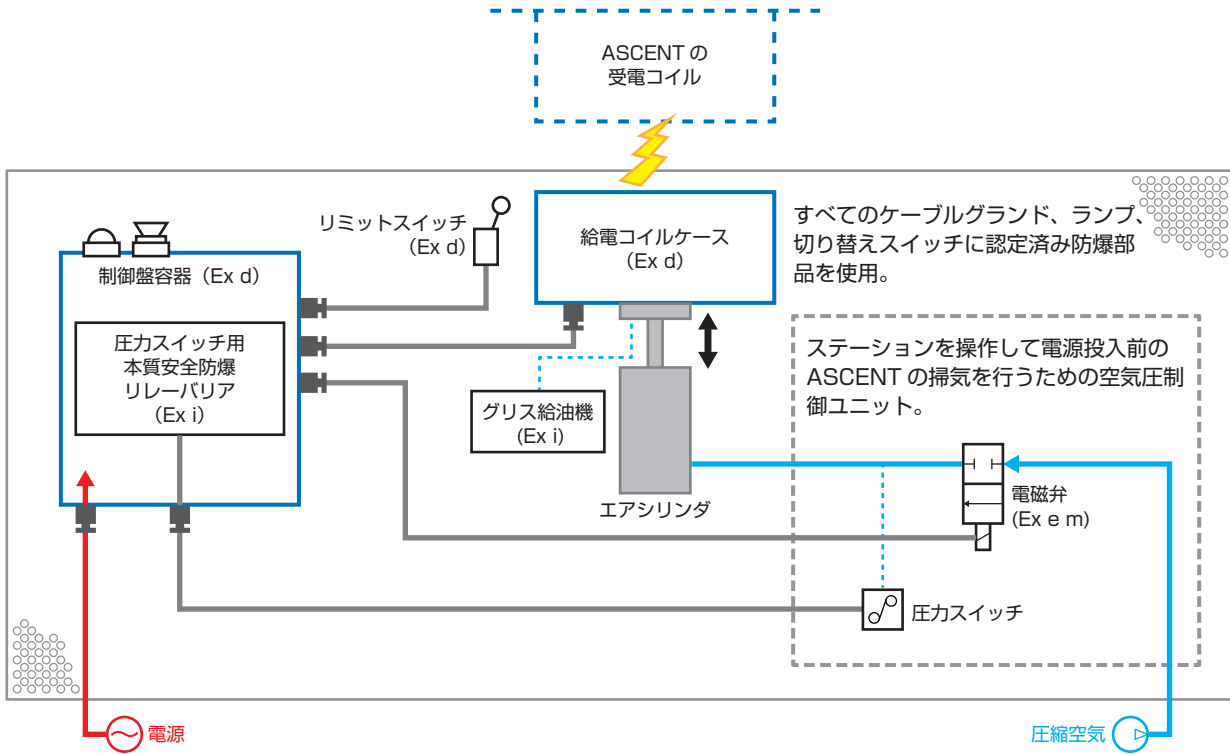 ASCENT の
受電コイル
リミットスイッチ
(Ex d)
給電コイルケース
(Ex d)
すべてのケーブルグランド、ランプ、
切り替えスイッチに認定済み防爆部
品を使用。
制御盤容器(Ex d)
圧力スイッチ用
本質安全防爆
リレーバリア
(Ex i)
グリス給油機
(Ex i)
ステーションを操作して電源投入前の
ASCENT の掃気を行うための空気圧制
御ユニット。
エアシリンダ
電磁弁
(Ex e m)
圧力スイッチ
電源
圧縮空気